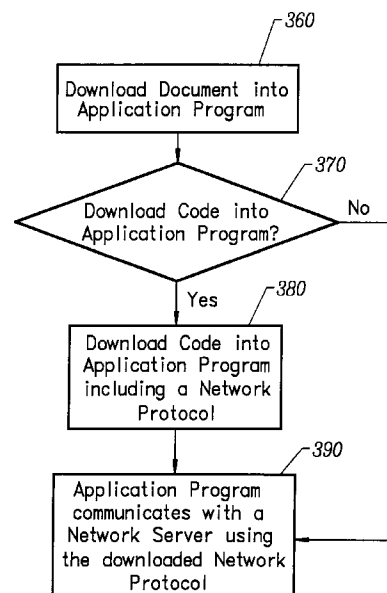 360
Download Document into
Application Program
370
Download Code into
Application Program?
No
Yes
380
Download Code into
Application Program
including a Network
Protocol
390
Application Program
communicates with a
Network Server using
the downloaded Network
Protocol